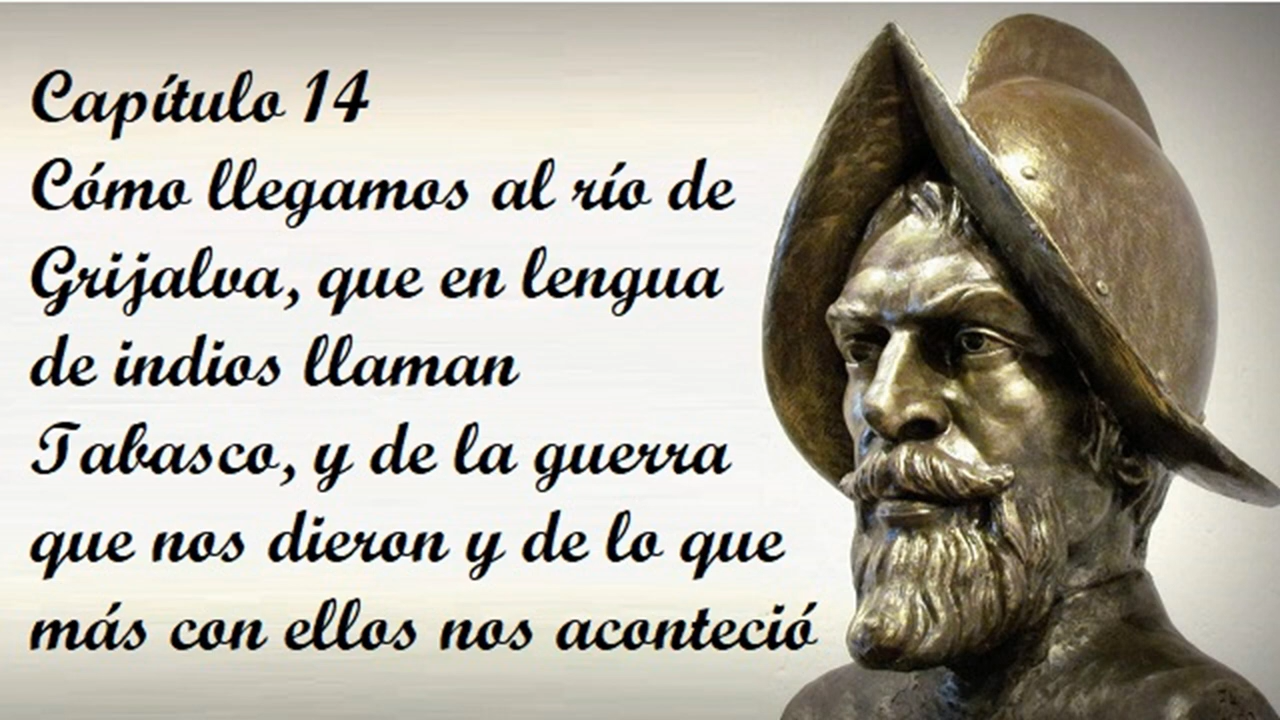 Capítulo 14
Cómo llegamos al río de
Grijalva, que en lengua
de indios llaman
Tabasco, y de la guerra
que nos dieron y de lo que
más con ellos nos aconteció